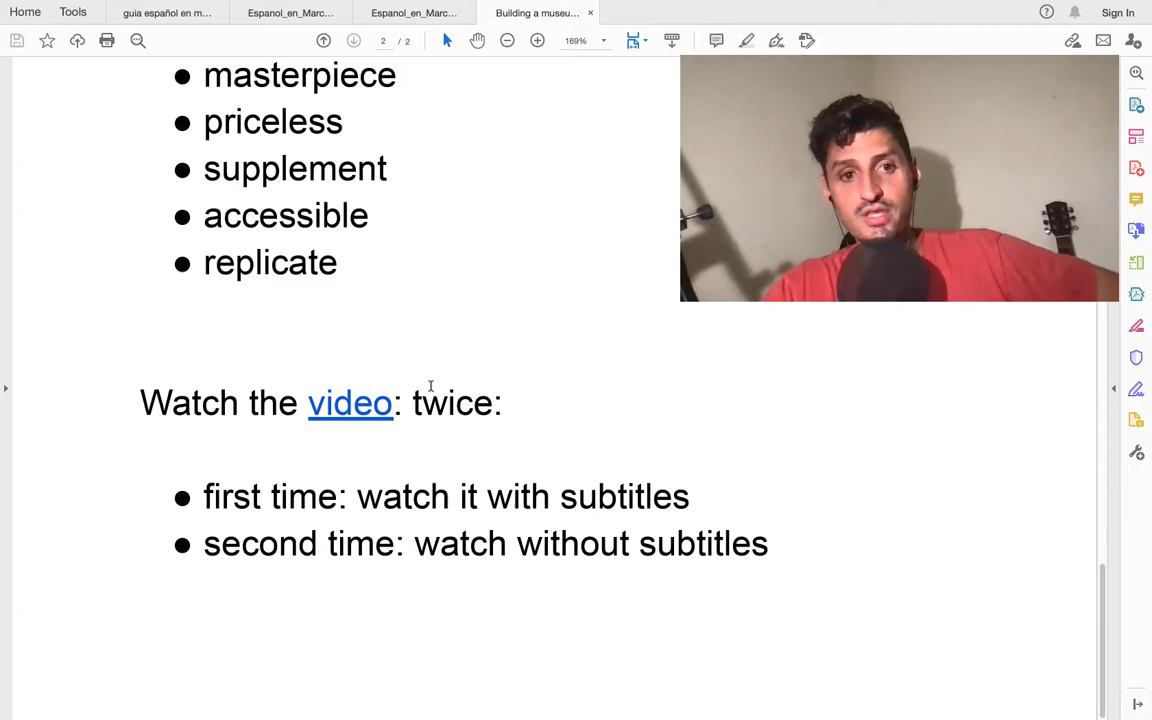 Home
Tools
guia español en m...
Espanol_en_Marc...
Espanol_en_Marc...
Building a museu...
×
?
Sign In
2 / 2
169%
● masterpiece
● priceless
● supplement
● accessible
● replicate
Watch the video: twice:
● first time: watch it with subtitles
● second time: watch without subtitles